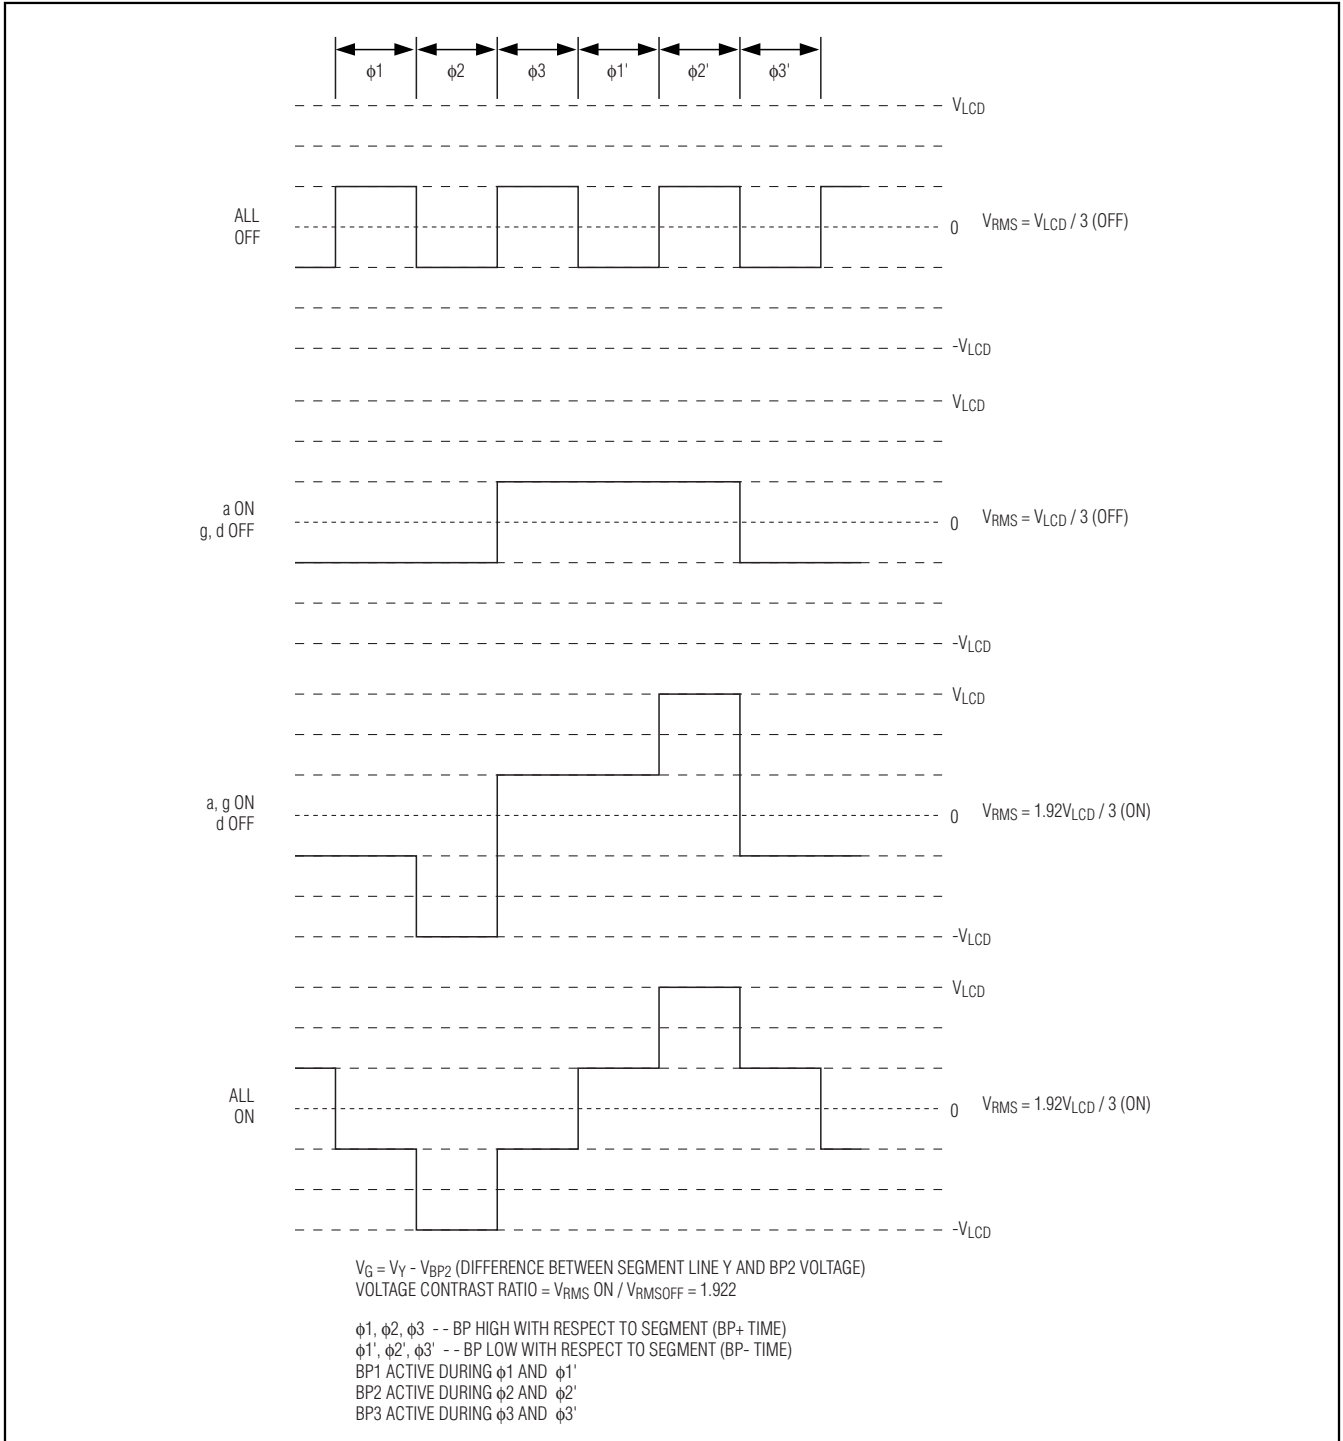 ϕ1 ϕ2 ϕ3 ϕ1' ϕ2' ϕ3'
VLCD
ALL
OFF
0 VRMS = VLCD / 3 (OFF)
-VLCD
VLCD
a ON
g, d OFF
0 VRMS = VLCD / 3 (OFF)
-VLCD
VLCD
a, g ON
d OFF
0 VRMS = 1.92VLCD / 3 (ON)
-VLCD
VLCD
ALL
ON
0 VRMS = 1.92VLCD / 3 (ON)
-VLCD
VG = VY - VBP2 (DIFFERENCE BETWEEN SEGMENT LINE Y AND BP2 VOLTAGE)
VOLTAGE CONTRAST RATIO = VRMS ON / VRMSOFF = 1.922
ϕ1, ϕ2, ϕ3 - - BP HIGH WITH RESPECT TO SEGMENT (BP+ TIME)
ϕ1', ϕ2', ϕ3' - - BP LOW WITH RESPECT TO SEGMENT (BP- TIME)
BP1 ACTIVE DURING ϕ1 AND ϕ1'
BP2 ACTIVE DURING ϕ2 AND ϕ2'
BP3 ACTIVE DURING ϕ3 AND ϕ3'